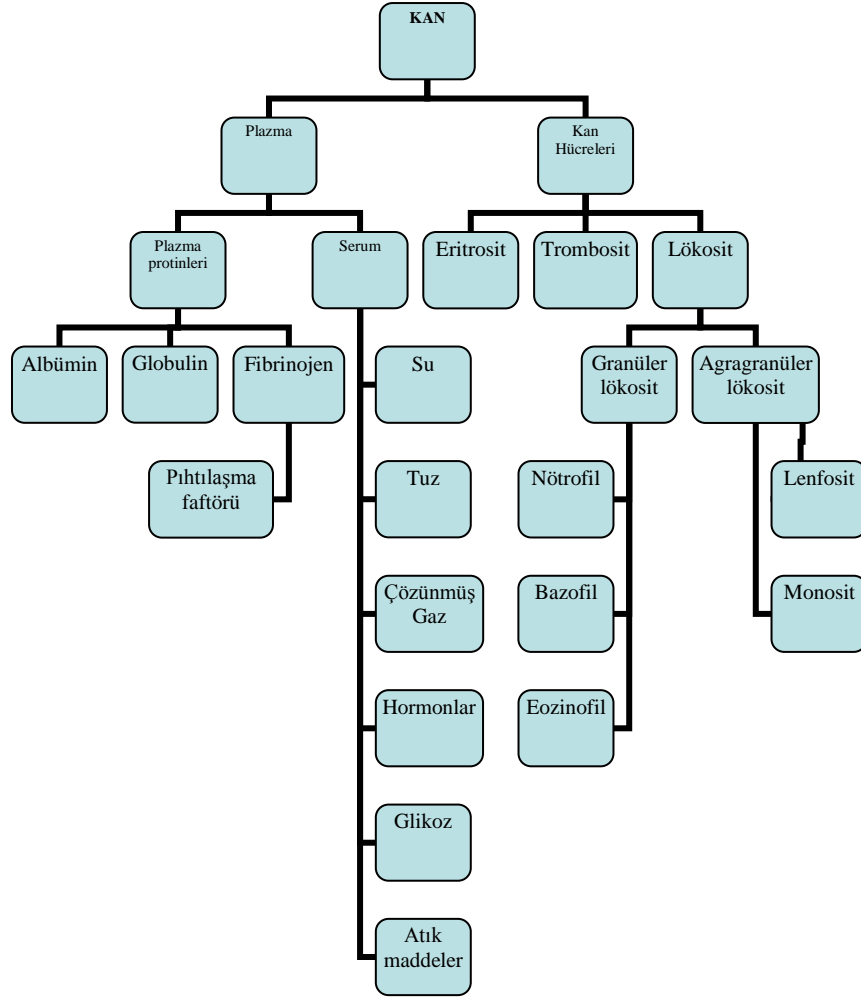 KAN
Plazma
Kan
Hücreleri
Plazma
protinleri
Serum
Eritrosit
Trombosit
Lökosit
Albümin
Globulin
Fibrinojen
Su
Granüler
lökosit
Agragranüler
lökosit
Pıhtılaşma
faftörü
Tuz
Nötrofil
Lenfosit
Çözünmüş
Gaz
Bazofil
Monosit
Hormonlar
Eozinofil
Glikoz
Atık
maddeler